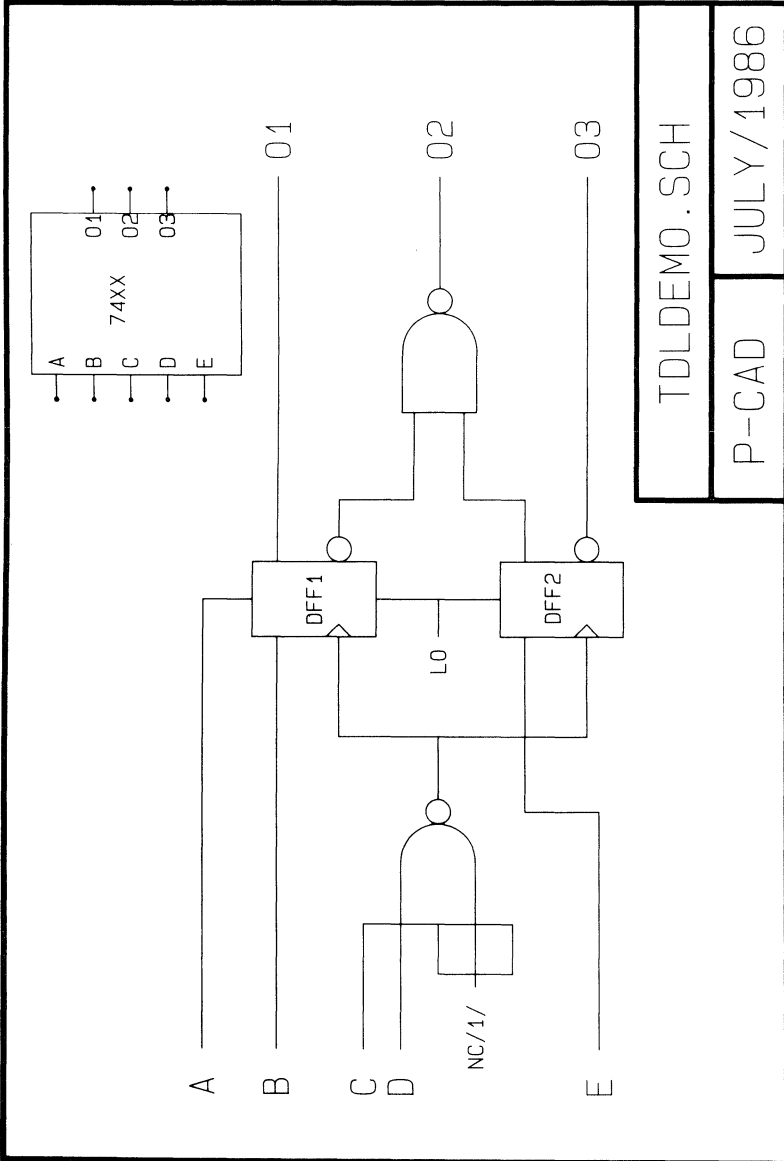 A
B
C
D
E
74XX
O1
O2
O3
A
B
C
D
NC/1/
E
DFF1
LO
DFF2
O1
O2
O3
TDLDEMO.SCH
P-CAD
JULY/1986